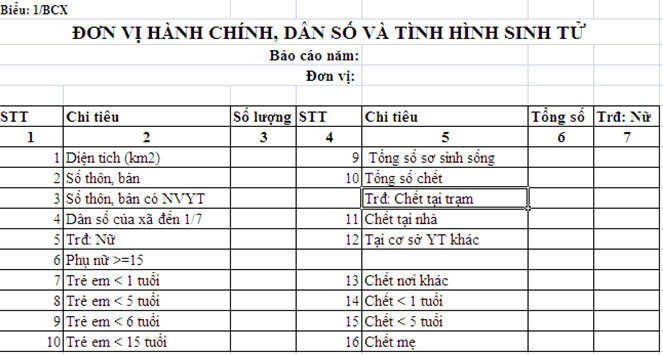 Biểu: 1/BCX
ĐƠN VỊ HÀNH CHÍNH, DÂN SỐ VÀ TÌNH HÌNH SINH TỬ
Bảo cáo năm:
Đơn vị:
STT Chỉ tiêu Số lượng STT Chỉ tiêu Tổng số Trđ: Nữ
1 2 3 4 5 6 7
1 Diện tích (km2) 9 Tổng số sơ sinh sống
2 Số thôn, bản 10 Tổng số chết
3 Số thôn, bản có NVYT Trđ: Chết tại trạm
4 Dân số của xã đến 1/7 11 Chết tại nhà
5 Trđ: Nữ 12 Tại cơ sở YT khác
6 Phụ nữ >=15
7 Trẻ em < 1 tuổi 13 Chết nơi khác
8 Trẻ em < 5 tuổi 14 Chết < 1 tuổi
9 Trẻ em < 6 tuổi 15 Chết < 5 tuổi
10 Trẻ em < 15 tuổi 16 Chết mẹ